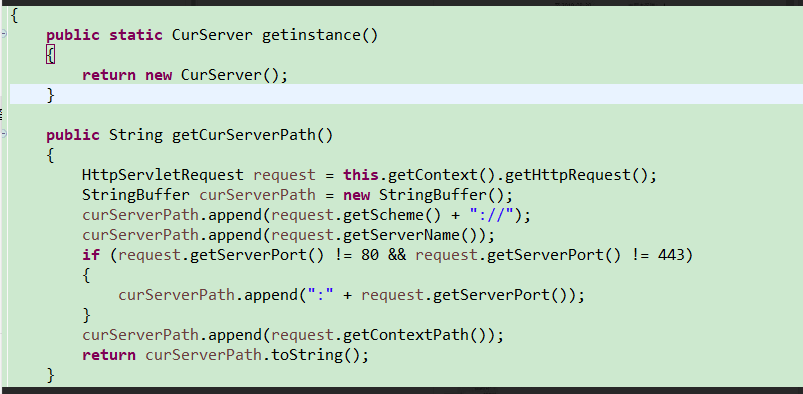 {
    public static CurServer getinstance()
    {
        return new CurServer();
    }

    public String getCurServerPath()
    {
        HttpServletRequest request = this.getContext().getHttpRequest();
        StringBuffer curServerPath = new StringBuffer();
        curServerPath.append(request.getScheme() + "://");
        curServerPath.append(request.getServerName());
        if (request.getServerPort() != 80 && request.getServerPort() != 443)
        {
            curServerPath.append(":" + request.getServerPort());
        }
        curServerPath.append(request.getContextPath());
        return curServerPath.toString();
    }